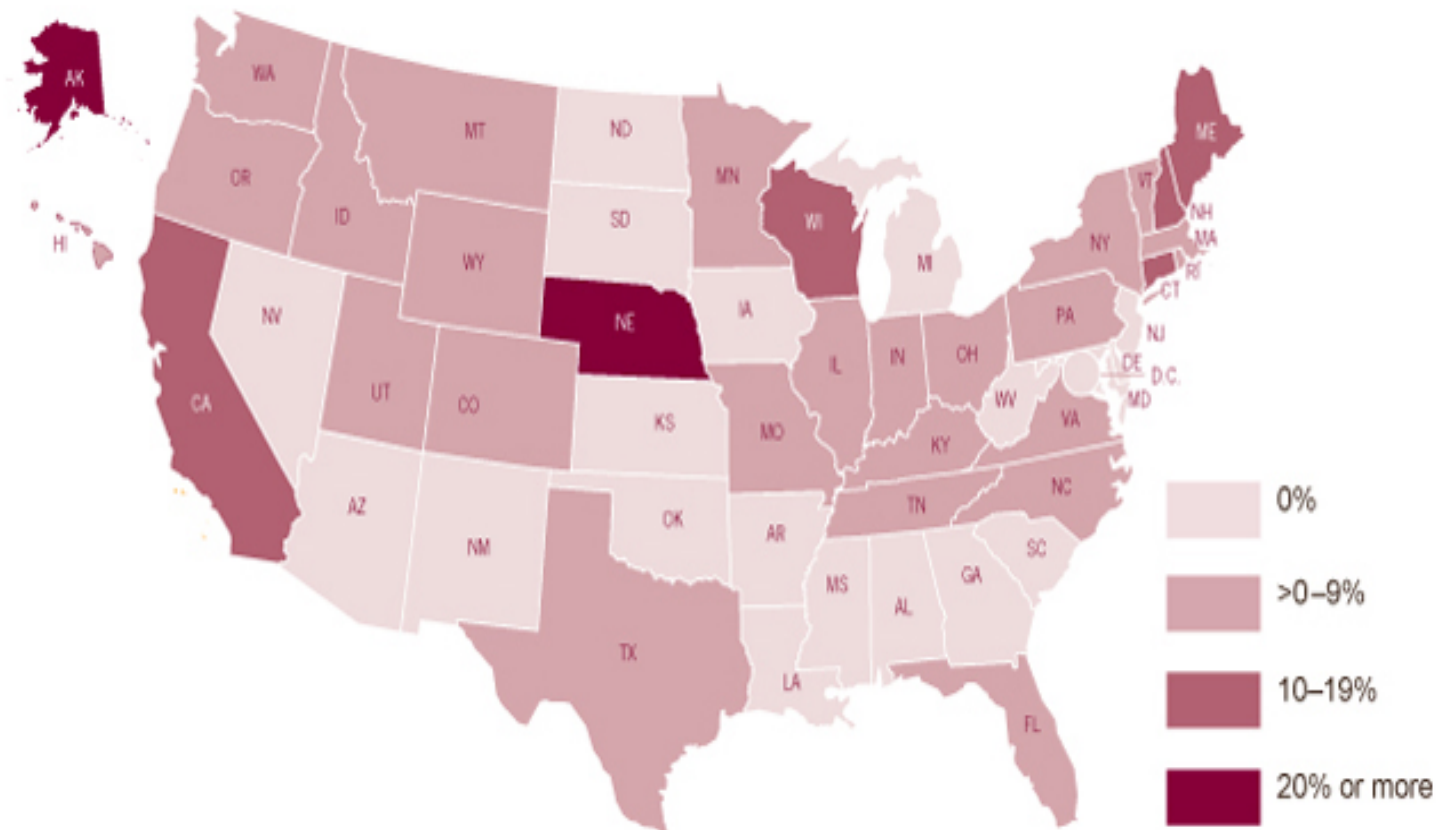 AK
WA
MT
ND
MN
ME
OR
ID
SD
WI
VT
NH
HI
WY
MI
NY
MA
RI
CT
NV
NE
IA
PA
NJ
UT
CO
IL
IN
OH
DE
D.C.
MD
CA
KS
MO
WV
VA
KY
AZ
NM
OK
AR
TN
NC
0%
SC
MS
AL
GA
>0–9%
TX
LA
10–19%
FL
20% or more